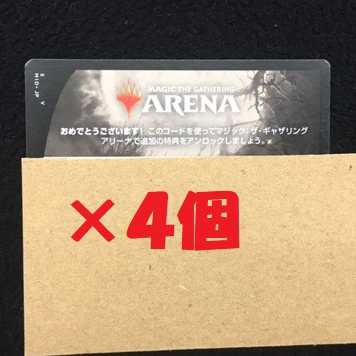 MAGIC THE GATHERING
ARENA
おめでとうございます! このコードを使ってマジック:ザ・ギャザリング
アリーナで追加の特典をアンロックしましょう。
×4個